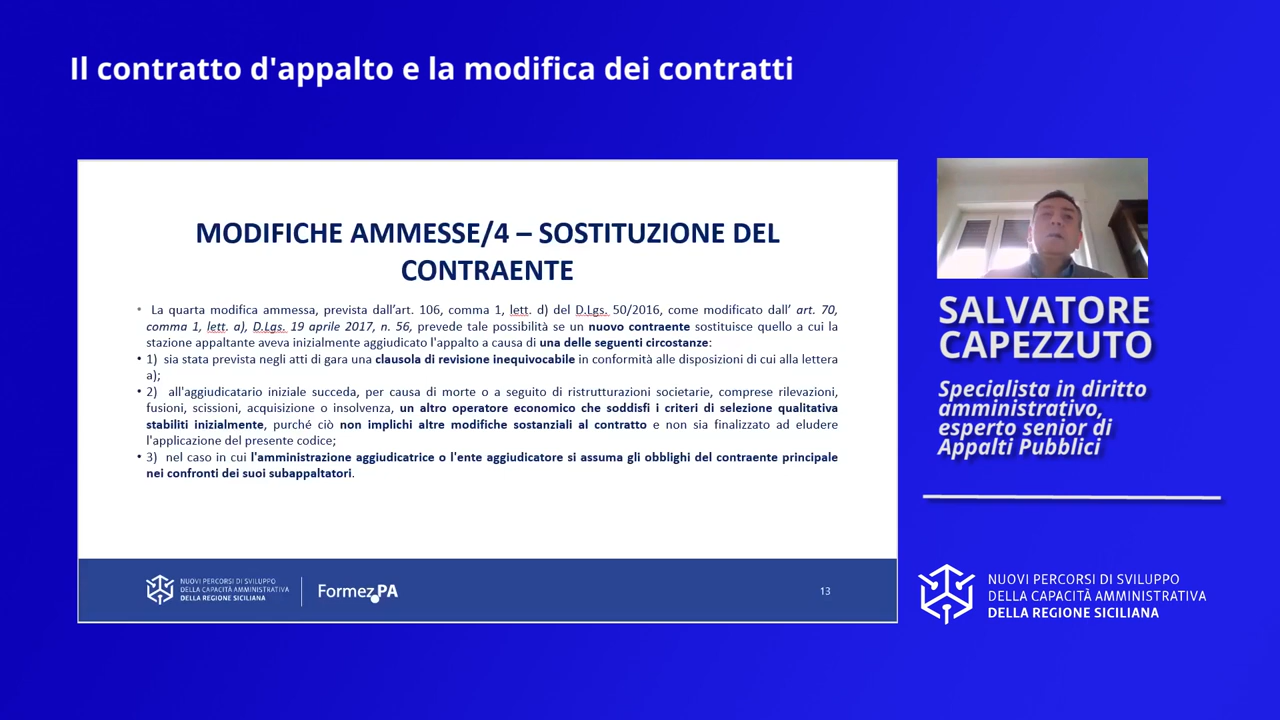 Il contratto d'appalto e la modifica dei contratti
MODIFICHE AMMESSE/4 – SOSTITUZIONE DEL
CONTRAENTE
• La quarta modifica ammessa, prevista dall'art. 106, comma 1, lett. d) del D.Lgs. 50/2016, come modificato dall' art. 70,
comma 1, lett. a), D.Lgs. 19 aprile 2017, n. 56, prevede tale possibilità se un nuovo contraente sostituisce quello a cui la
stazione appaltante aveva inizialmente aggiudicato l'appalto a causa di una delle seguenti circostanze:
• 1) sia stata prevista negli atti di gara una clausola di revisione inequivocabile in conformità alle disposizioni di cui alla lettera
a);
• 2) all'aggiudicatario iniziale succeda, per causa di morte o a seguito di ristrutturazioni societarie, comprese rilevazioni,
fusioni, scissioni, acquisizione o insolvenza, un altro operatore economico che soddisfi i criteri di selezione qualitativa
stabiliti inizialmente, purché ciò non implichi altre modifiche sostanziali al contratto e non sia finalizzato ad eludere
l'applicazione del presente codice;
• 3) nel caso in cui l'amministrazione aggiudicatrice o l'ente aggiudicatore si assuma gli obblighi del contraente principale
nei confronti dei suoi subappaltatori.
NUOVI PERCORSI DI SVILUPPO
DELLA CAPACITÀ AMMINISTRATIVA
DELLA REGIONE SICILIANA
Formez PA
13
SALVATORE
CAPEZZUTO
Specialista in diritto
amministrativo,
esperto senior di
Appalti Pubblici
NUOVI PERCORSI DI SVILUPPO
DELLA CAPACITÀ AMMINISTRATIVA
DELLA REGIONE SICILIANA